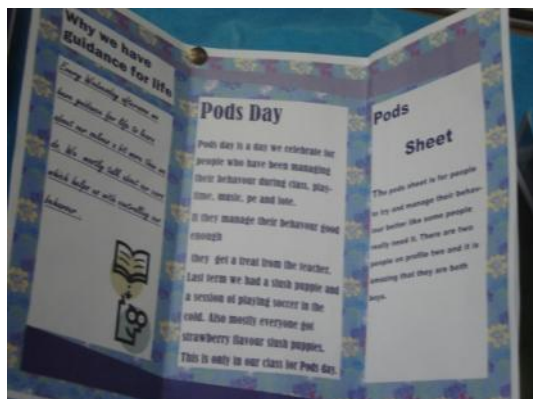 Why we have
guidance for life
Every Wednesday afternoon we
have guidance for life to learn
about our school a bit more than we
do. We mostly talk about our
which helps us with controlling our
behaviour.
Pods Day
Pods day is a day we celebrate for
people who have been managing
their behavour during class, play-
time, music, pe and
It they manage their behavour good
enough
they get a treat from the teacher.
Last term we had a slush puppie and
a session of playing soccer in the
cold. Also mostly everyone got
strawberry flavour slush puppies.
This is only in our class for Pods day.
Pods
Sheet
The pods sheet is for people
to try and manage their behav-
our better like some people
really need it. There are two
people on profile two and it is
amazing that they are both
boys.